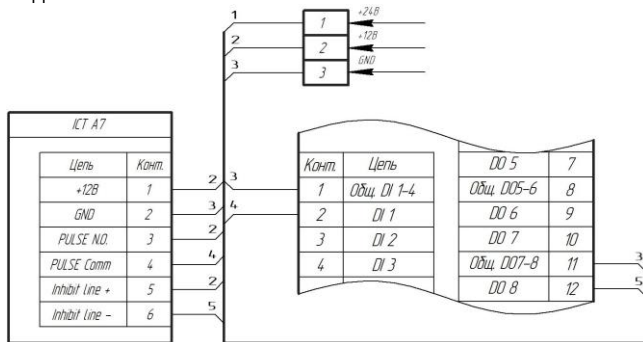 1 1 +24В
2 2 +12В
3 3 GND
ICT A7
Цепь Конт.
+12В 1 2
GND 2 3
PULSE N.O. 3 2
PULSE Comm 4 4
Inhibit line + 5 2
Inhibit line - 6 5
Конт. Цепь
3 1 Общ. DI 1-4
4 2 DI 1
3 DI 2
4 DI 3
DO 5 7
Общ. DO5-6 8
DO 6 9
DO 7 10
Общ. DO7-8 11 3
DO 8 12 5